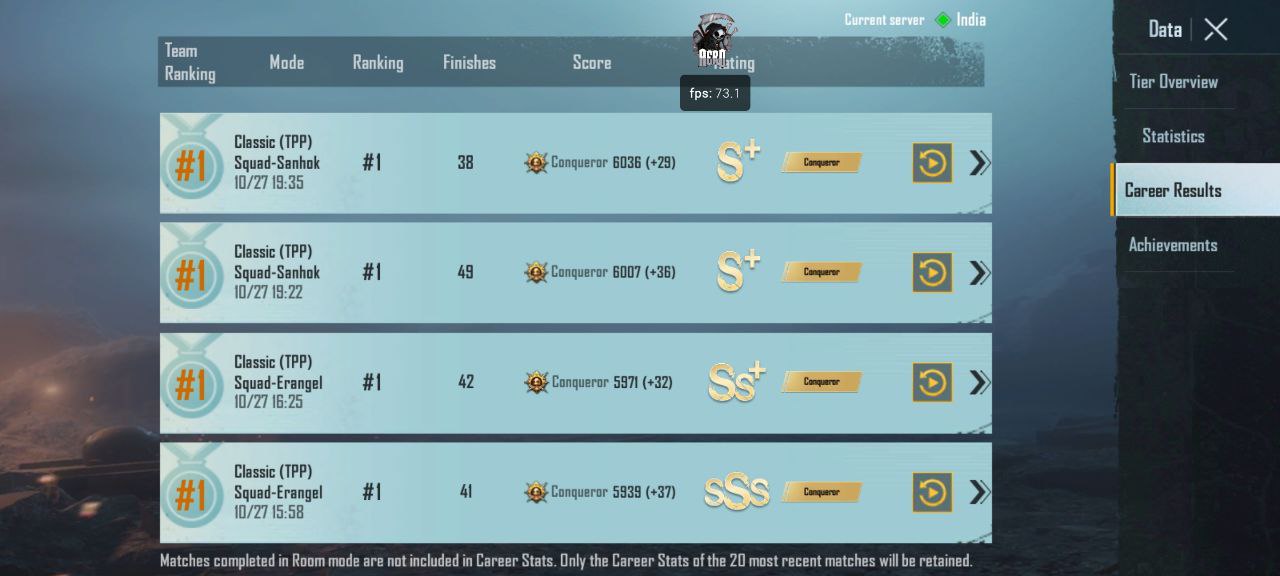 Current server India
Data
Team
Ranking
Mode
Ranking
Finishes
Score
fps: 73.1
#1
Classic (TPP)
Squad-Sanhok
10/27 19:35
#1
38
Conqueror 6036 (+29)
S+
Conqueror
#1
Classic (TPP)
Squad-Sanhok
10/27 19:22
#1
49
Conqueror 6007 (+36)
S+
Conqueror
#1
Classic (TPP)
Squad-Erangel
10/27 16:25
#1
42
Conqueror 5971 (+32)
Ss+
Conqueror
#1
Classic (TPP)
Squad-Erangel
10/27 15:58
#1
41
Conqueror 5939 (+37)
sSs
Conqueror
Matches completed in Room mode are not included in Career Stats. Only the Career Stats of the 20 most recent matches will be retained.
Tier Overview
Statistics
Career Results
Achievements